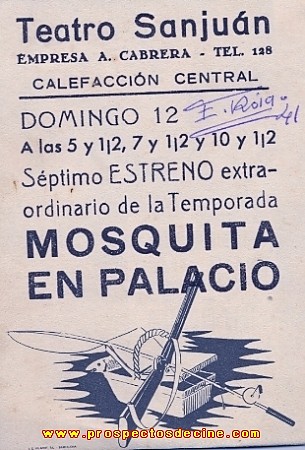 Teatro Sanjuán
EMPRESA A. CABRERA - TEL. 128
CALEFACCIÓN CENTRAL
DOMINGO 12
A las 5 y 1|2, 7 y 1|2 y 10 y 1|2
Séptimo ESTRENO extra-
ordinario de la Temporada
MOSQUITA
EN PALACIO
www.prospectosdecine.com